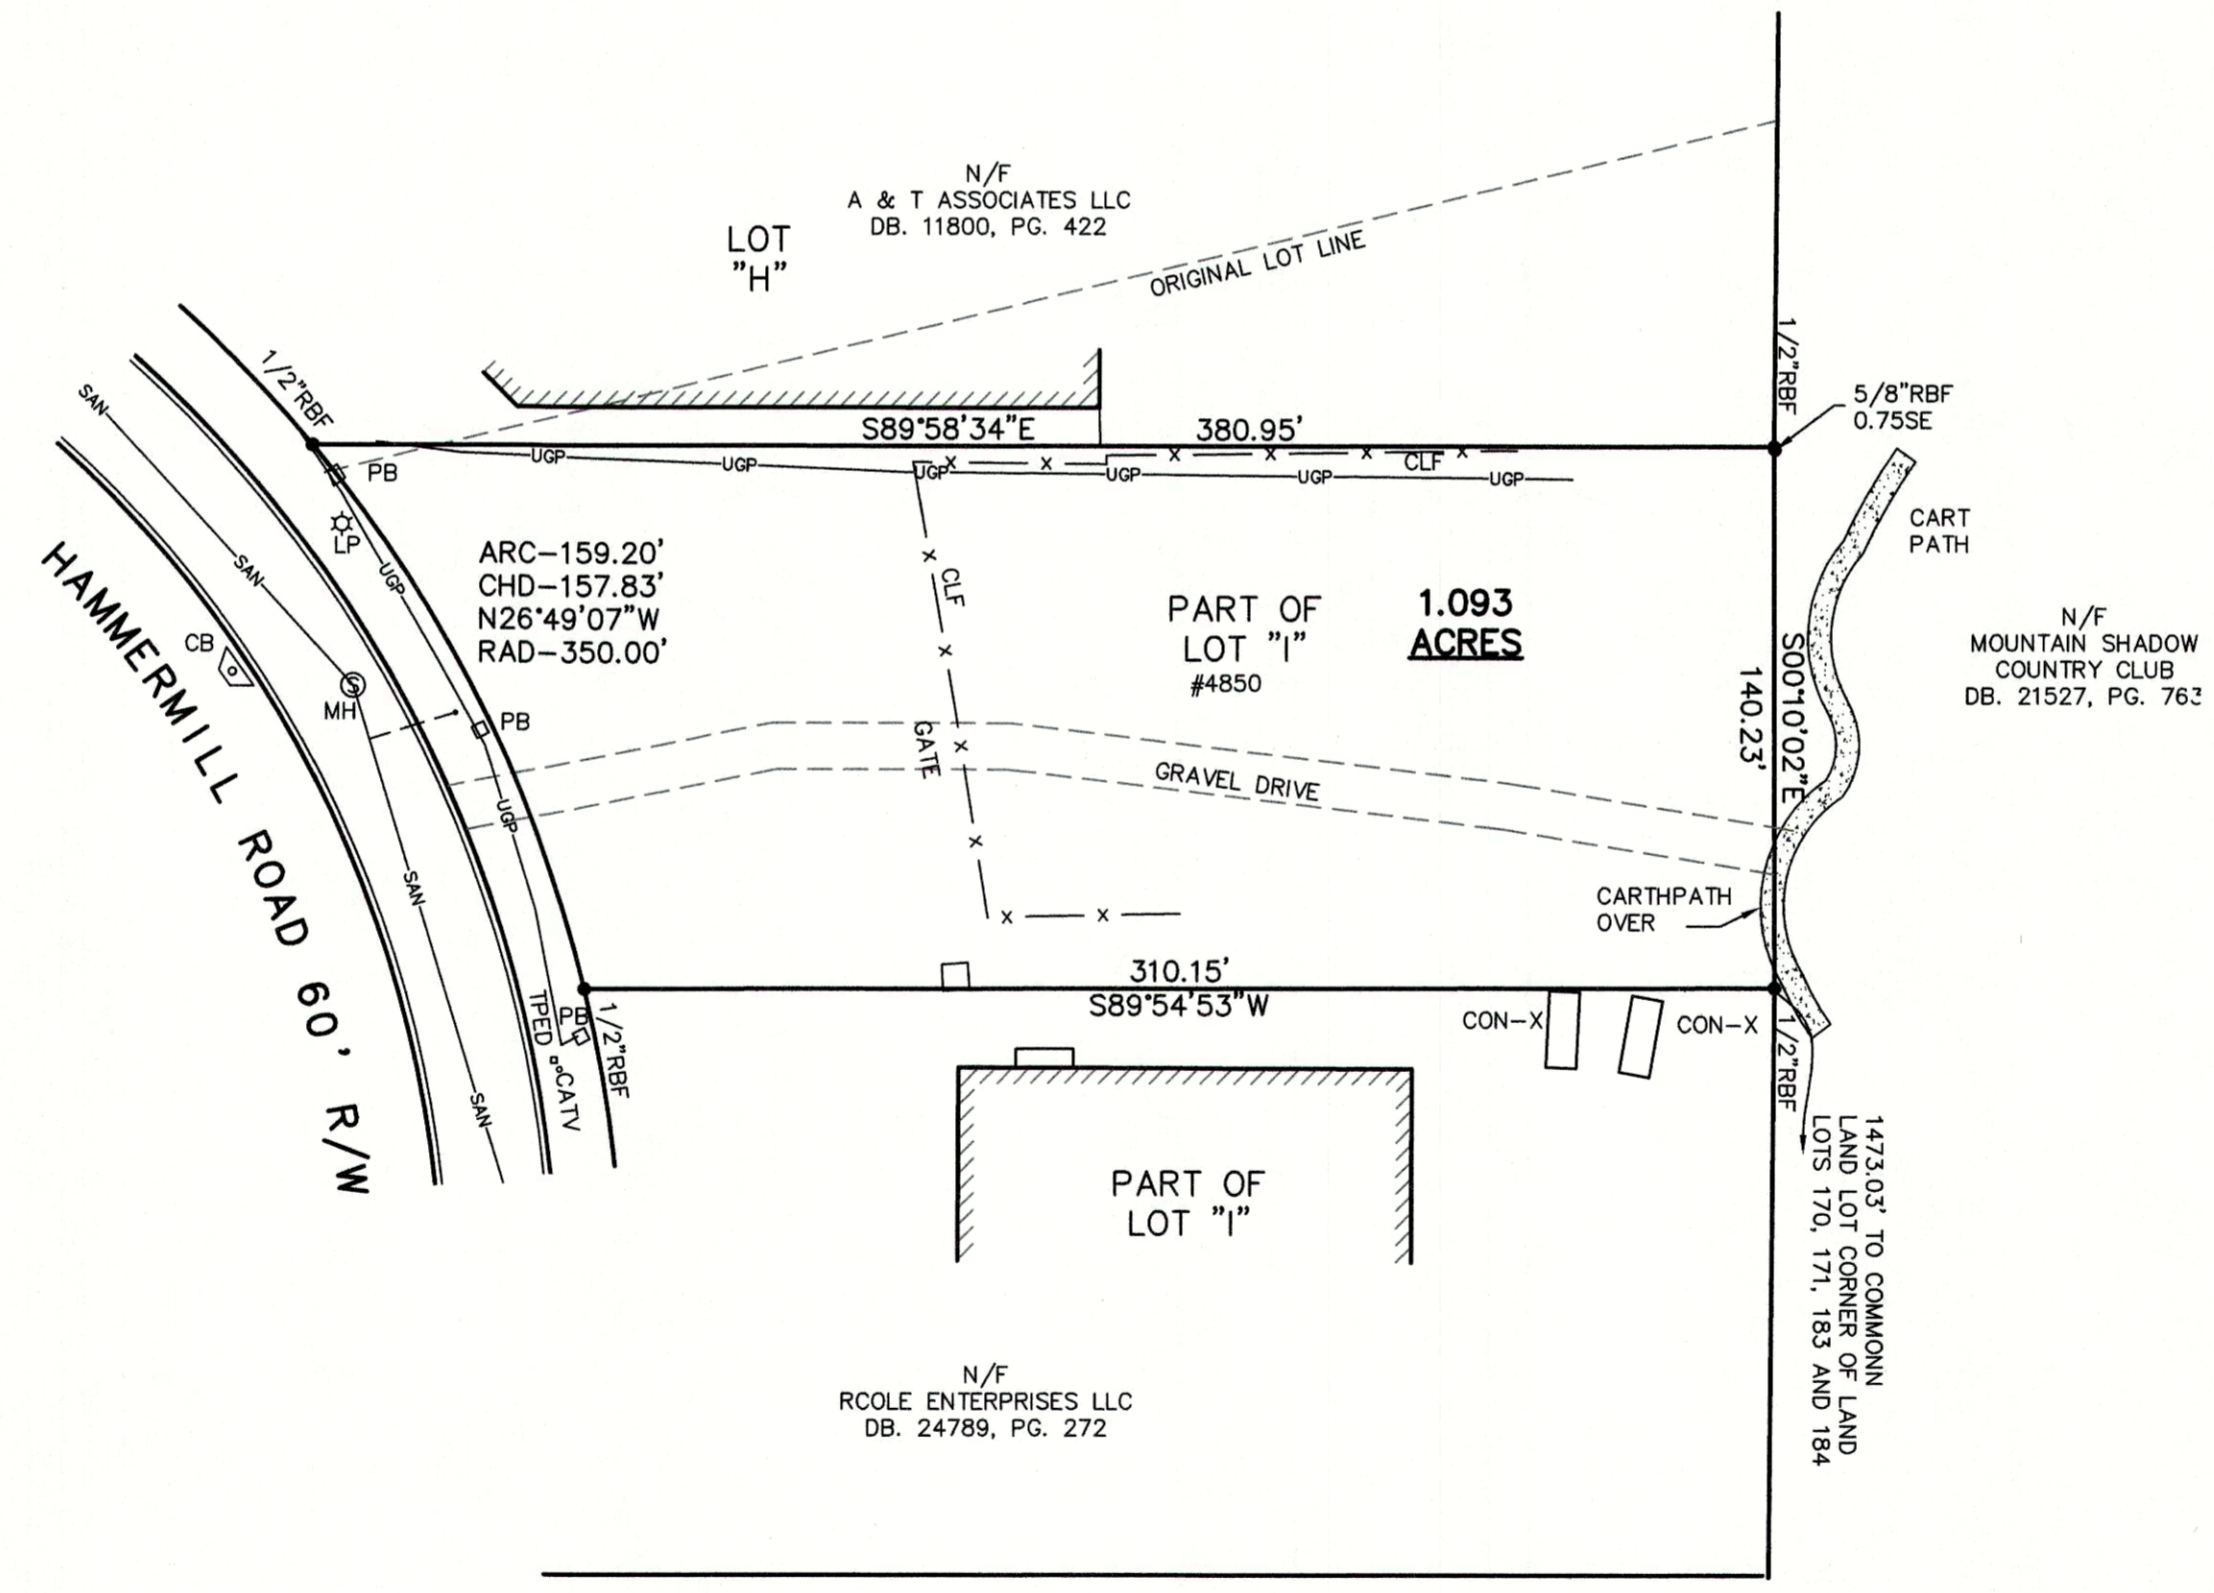 N/F
A & T ASSOCIATES LLC
DB. 11800, PG. 422
LOT
"H"
ORIGINAL LOT LINE
1/2"RBF
1/2"RBF
5/8"RBF
0.75SE
S89°58'34"E
380.95'
SAN
UGP
UGP
UGP
UGP
UGP
UGP
X
X
X
X
X
X
CLF
PB
LP
CART
PATH
ARC-159.20'
CHD-157.83'
N26°49'07"W
RAD-350.00'
SAN
UGP
X
CLF
X
PART OF
LOT "I"
#4850
1.093
ACRES
N/F
MOUNTAIN SHADOW
COUNTRY CLUB
DB. 21527, PG. 763
S00°10'02"E
140.23'
CB
S
MH
PB
GATE
X
GRAVEL DRIVE
UGP
X
HAMMERMILL ROAD 60' R/W
SAN
CARTHPATH
OVER
X
X
310.15'
S89°54'53"W
TPED
PB
1/2"RBF
CATV
SAN
CON-X
CON-X
1/2"RBF
PART OF
LOT "I"
1473.03' TO COMMONN
LAND LOT CORNER OF LAND
LOTS 170, 171, 183 AND 184
N/F
RCOLE ENTERPRISES LLC
DB. 24789, PG. 272